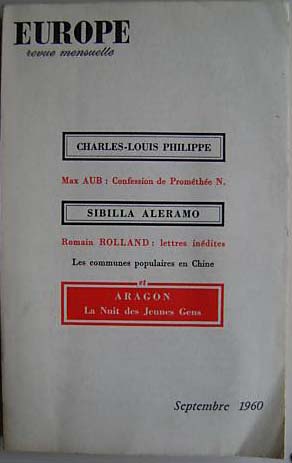 EUROPE
revue mensuelle
CHARLES-LOUIS PHILIPPE
Max AUB : Confession de Prométhée N.
SIBILLA ALERAMO
Romain ROLLAND : lettres inédites
Les communes populaires en Chine
et
ARAGON
La Nuit des Jeunes Gens
Septembre 1960